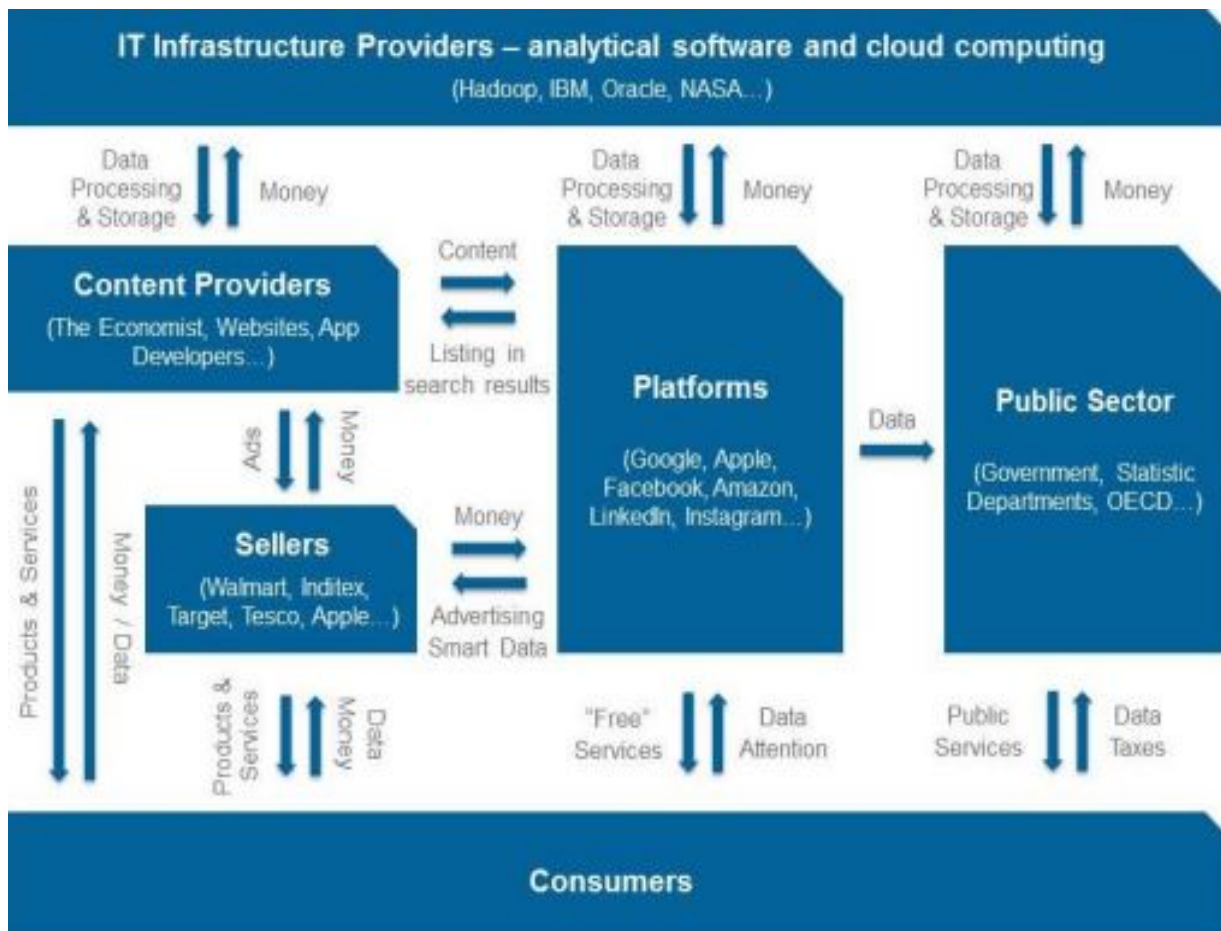 IT Infrastructure Providers – analytical software and cloud computing
(Hadoop, IBM, Oracle, NASA...)
Data
Processing
& Storage
Money
Data
Processing
& Storage
Money
Data
Processing
& Storage
Money
Content Providers
(The Economist, Websites, App
Developers...)
Content
Listing in
search results
Platforms
(Google, Apple,
Facebook, Amazon,
LinkedIn, Instagram...)
Data
Public Sector
(Government, Statistic
Departments, OECD...)
Ads
Money
Products & Services
Money / Data
Sellers
(Walmart, Inditex,
Target, Tesco, Apple...)
Money
Advertising
Smart Data
Products &
Services
Data
Money
"Free"
Services
Data
Attention
Public
Services
Data
Taxes
Consumers